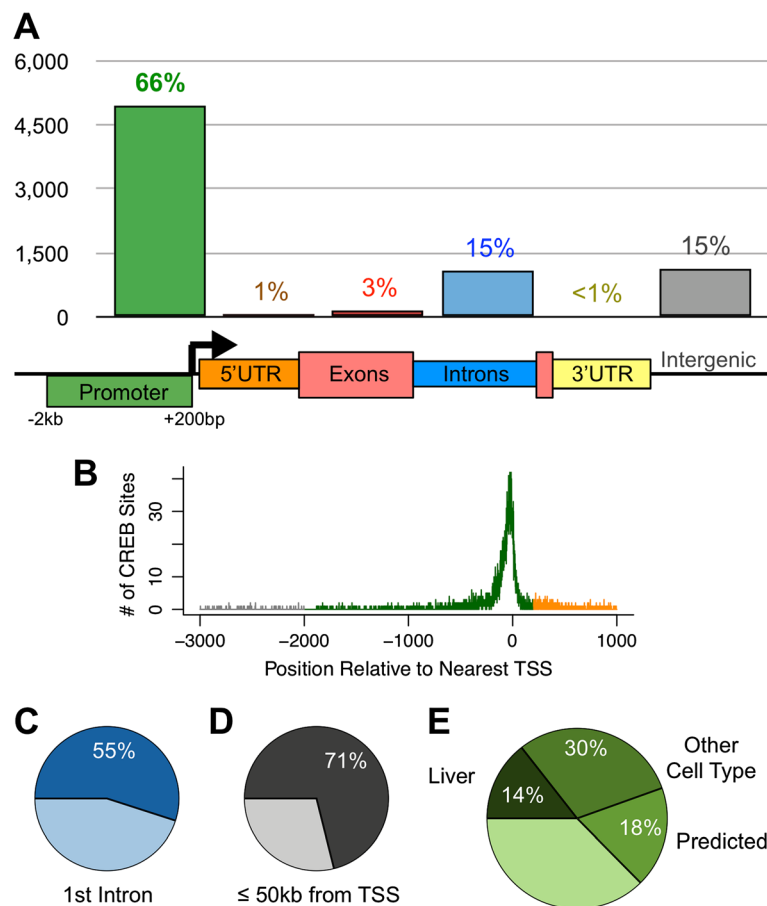 A
6,000
4,500
3,000
1,500
0
66%
1%
3%
15%
<1%
15%
Promoter
5'UTR
Exons
Introns
3'UTR
Intergenic
-2kb
+200bp
B
# of CREB Sites
30
10
0
−3000
−2000
−1000
0
1000
Position Relative to Nearest TSS
C
55%
1st Intron
D
71%
≤ 50kb from TSS
E
Liver
14%
30%
Other
Cell Type
18%
Predicted